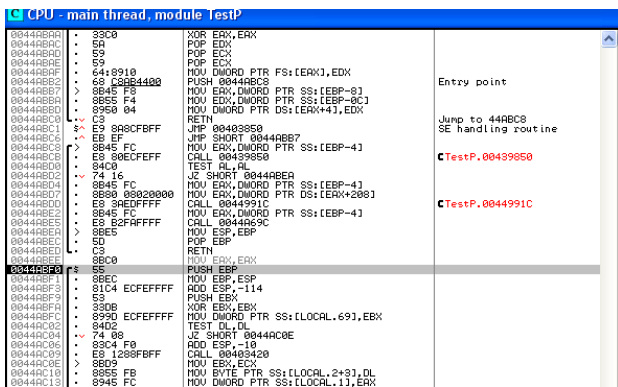 C CPU - main thread, module TestP
0044ABAA · 33C0 XOR EAX,EAX
0044ABAC · 5A POP EDX
0044ABAD · 59 POP ECX
0044ABAE · 59 POP ECX
0044ABAF · 64:8910 MOV DWORD PTR FS:[EAX],EDX
0044ABB2 · 68 C8AB4400 PUSH 0044ABC8 Entry point
0044ABB7 > 8B45 F8 MOV EAX,DWORD PTR SS:[EBP-8]
0044ABBA · 8B55 F4 MOV EDX,DWORD PTR SS:[EBP-0C]
0044ABBD · 8950 04 MOV DWORD PTR DS:[EAX+4],EDX
0044ABC0 · C3 RETN Jump to 44ABC8
0044ABC1 $^ E9 8A8CFBFF JMP 00403850 SE handling routine
0044ABC6 ·^ EB EF JMP SHORT 0044ABB7
0044ABC8 > 8B45 FC MOV EAX,DWORD PTR SS:[EBP-4]
0044ABCB · E8 80ECFEFF CALL 00439850 TestP.00439850
0044ABD0 · 84C0 TEST AL,AL
0044ABD2 · 74 16 JZ SHORT 0044ABEA
0044ABD4 · 8B45 FC MOV EAX,DWORD PTR SS:[EBP-4]
0044ABD7 · 8B80 08020000 MOV EAX,DWORD PTR DS:[EAX+208]
0044ABDD · E8 3AEDFFFF CALL 0044991C TestP.0044991C
0044ABE2 · 8B45 FC MOV EAX,DWORD PTR SS:[EBP-4]
0044ABE5 · E8 B2FAFFFF CALL 0044A69C
0044ABEA > 8BE5 MOV ESP,EBP
0044ABEC · 5D POP EBP
0044ABED · C3 RETN
0044ABEE 8BC0 MOV EAX,EAX
0044ABF0 $ 55 PUSH EBP
0044ABF1 · 8BEC MOV EBP,ESP
0044ABF3 · 81C4 ECFEFFFF ADD ESP,-114
0044ABF9 · 53 PUSH EBX
0044ABFA · 33DB XOR EBX,EBX
0044ABFC · 899D ECFEFFFF MOV DWORD PTR SS:[LOCAL.69],EBX
0044AC02 · 84D2 TEST DL,DL
0044AC04 · 74 08 JZ SHORT 0044AC0E
0044AC06 · 83C4 F0 ADD ESP,-10
0044AC09 · E8 1288FBFF CALL 00403420
0044AC0E > 8BD9 MOV EBX,ECX
0044AC10 · 8855 FB MOV BYTE PTR SS:[LOCAL.2+3],DL
0044AC13 · 8945 FC MOV DWORD PTR SS:[LOCAL.1],EAX